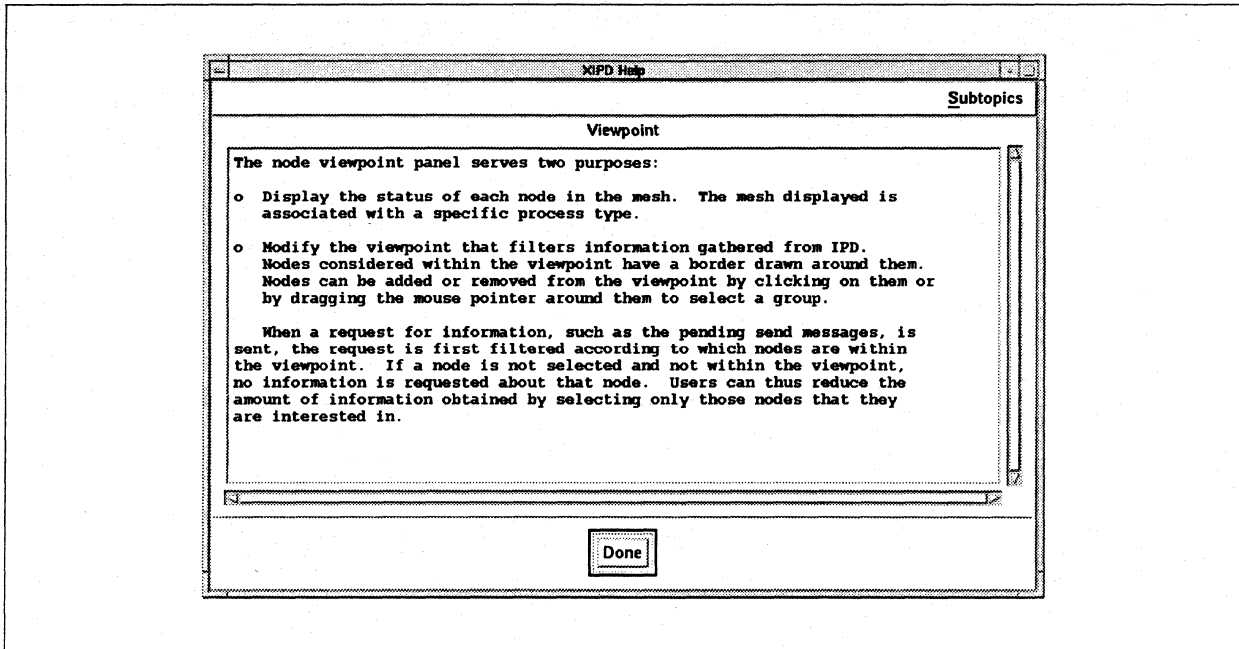 XIPD Help
Subtopics
Viewpoint
The node viewpoint panel serves two purposes:
o Display the status of each node in the mesh. The mesh displayed is
associated with a specific process type.
o Modify the viewpoint that filters information gathered from IPD.
Nodes considered within the viewpoint have a border drawn around them.
Nodes can be added or removed from the viewpoint by clicking on them or
by dragging the mouse pointer around them to select a group.
When a request for information, such as the pending send messages, is
sent, the request is first filtered according to which nodes are within
the viewpoint. If a node is not selected and not within the viewpoint,
no information is requested about that node. Users can thus reduce the
amount of information obtained by selecting only those nodes that they
are interested in.
Done